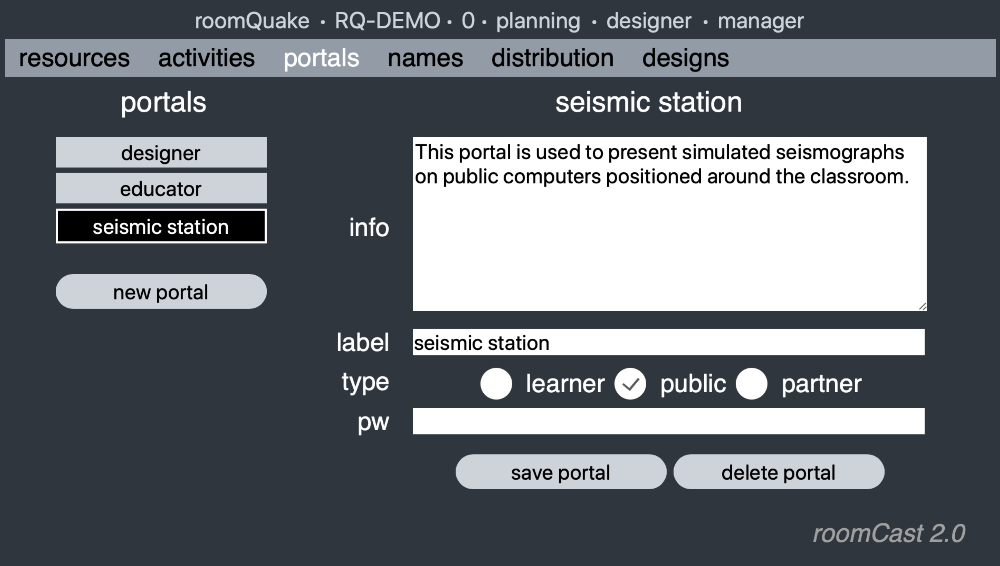 roomQuake · RQ-DEMO · 0 · planning · designer · manager
resources activities portals names distribution designs
portals
designer
educator
seismic station
new portal
seismic station
info
This portal is used to present simulated seismographs
on public computers positioned around the classroom.
label
seismic station
type
learner public partner
pw
save portal delete portal
roomCast 2.0